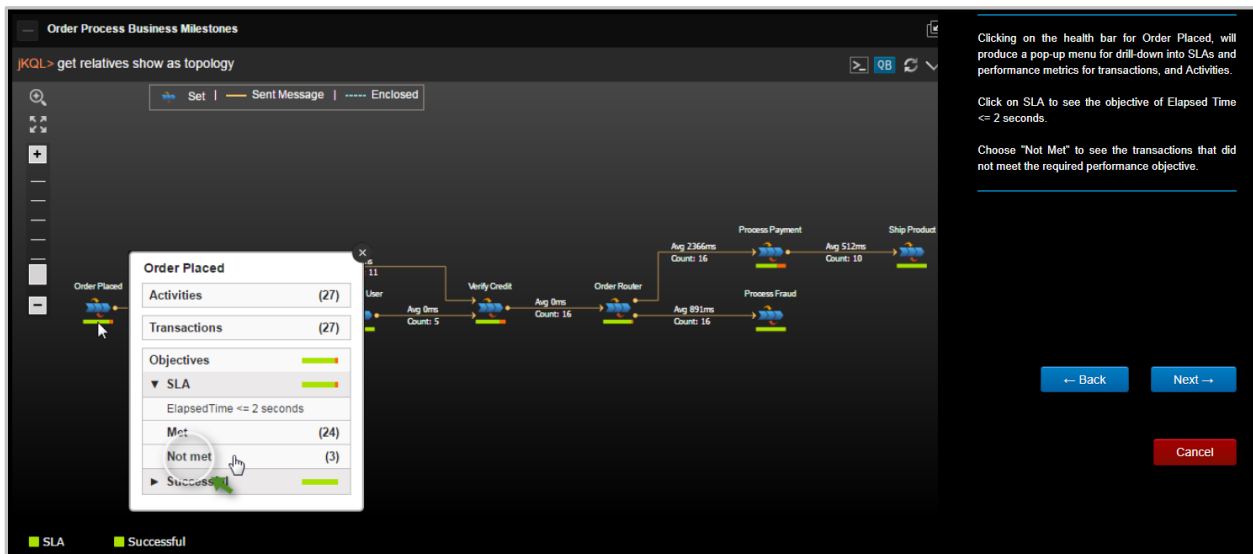 Order Process Business Milestones
jKQL> get relatives show as topology
>_ QB
Set | Sent Message | Enclosed
Order Placed
Order Placed
Activities (27)
Transactions (27)
Objectives
▼ SLA
ElapsedTime <= 2 seconds
Met (24)
Not met (3)
► Successful
11
User
Avg 0ms
Count: 5
Verify Credit
Avg 0ms
Count: 16
Order Router
Avg 2366ms
Count: 16
Process Payment
Avg 512ms
Count: 10
Ship Product
Avg 891ms
Count: 16
Process Fraud
SLA Successful
Clicking on the health bar for Order Placed, will
produce a pop-up menu for drill-down into SLAs and
performance metrics for transactions, and Activities.
Click on SLA to see the objective of Elapsed Time
<= 2 seconds.
Choose "Not Met" to see the transactions that did
not meet the required performance objective.
← Back
Next →
Cancel